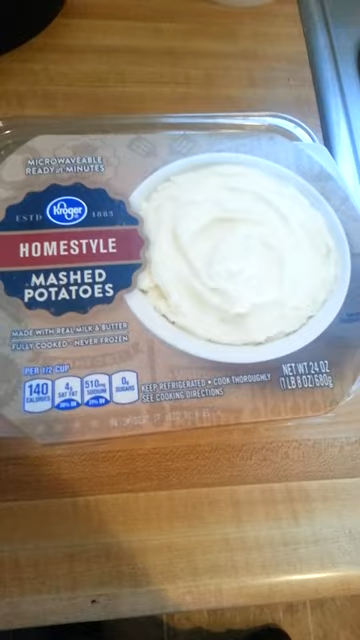 MICROWAVEABLE
READY IN MINUTES
ESTD Kroger 1883
HOMESTYLE
MASHED
POTATOES
MADE WITH REAL MILK & BUTTER
FULLY COOKED · NEVER FROZEN
PER 1/2 CUP
140 CALORIES
4g SAT FAT 20% DV
510mg SODIUM
0g SUGARS
KEEP REFRIGERATED • COOK THOROUGHLY
SEE COOKING DIRECTIONS
NET WT 24 OZ
(1 LB 8 OZ) 680g